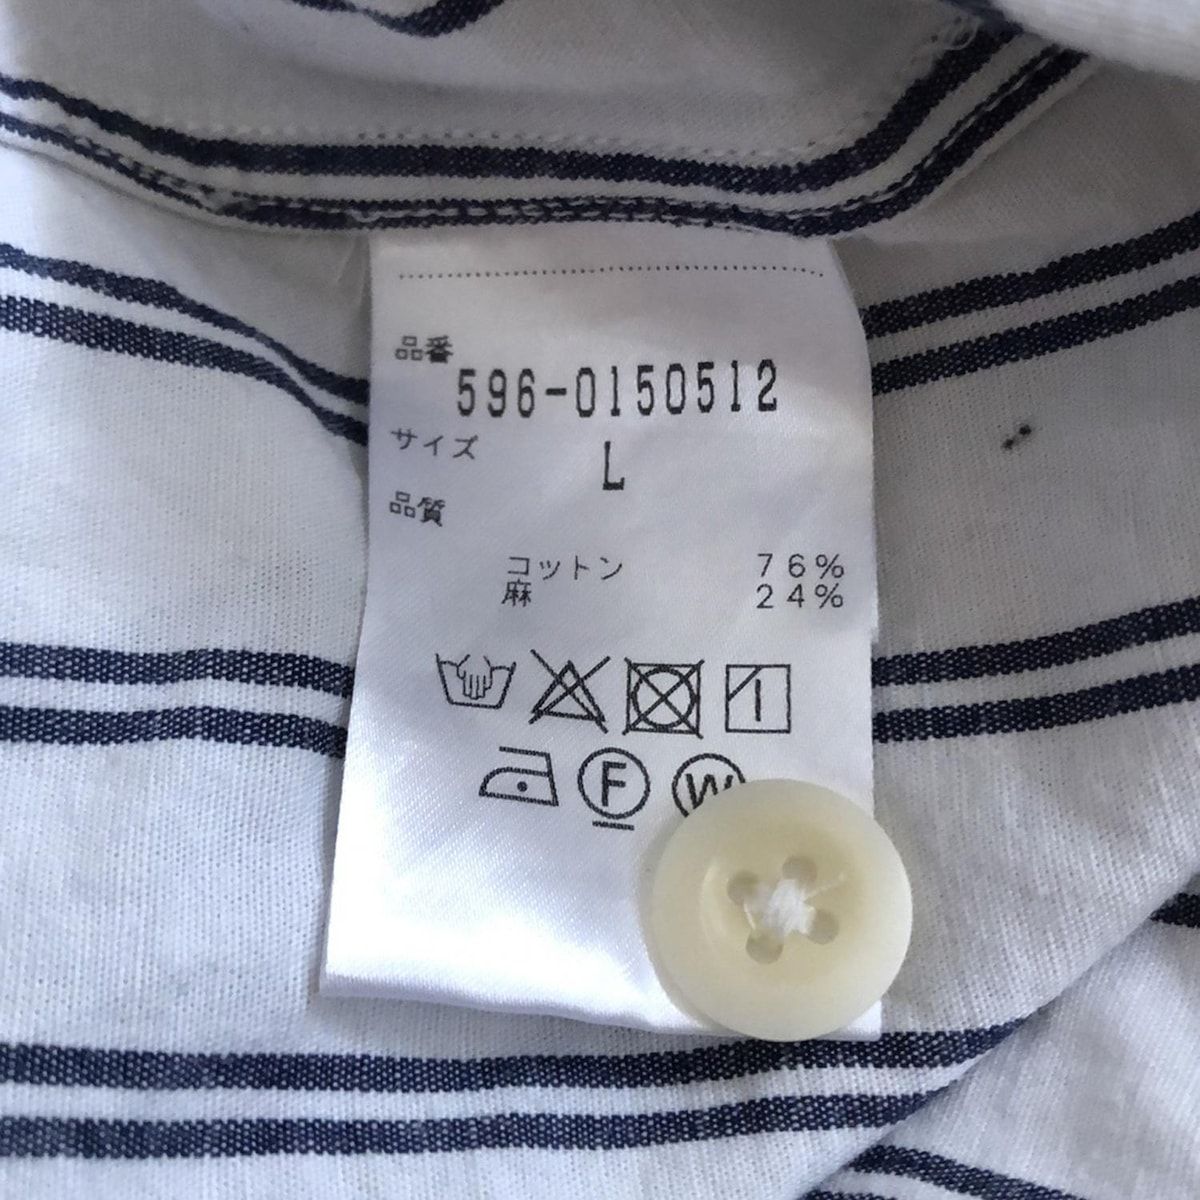 品番
596-0150512
サイズ
L
品質
コットン 76%
麻 24%
F
W